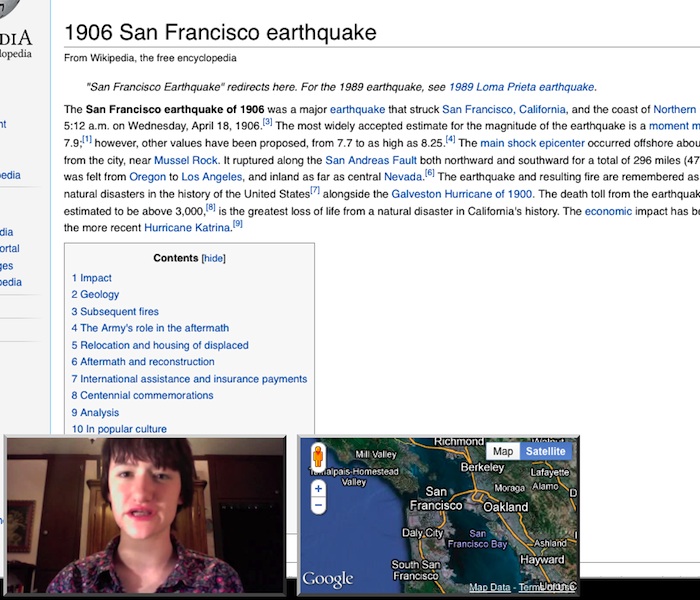 DIA
1906 San Francisco earthquake
lopedia
From Wikipedia, the free encyclopedia
"San Francisco Earthquake" redirects here. For the 1989 earthquake, see 1989 Loma Prieta earthquake.
The San Francisco earthquake of 1906 was a major earthquake that struck San Francisco, California, and the coast of Northern
nt
5:12 a.m. on Wednesday, April 18, 1906.[3] The most widely accepted estimate for the magnitude of the earthquake is a moment m
7.9;[1] however, other values have been proposed, from 7.7 to as high as 8.25.[4] The main shock epicenter occurred offshore abou
from the city, near Mussel Rock. It ruptured along the San Andreas Fault both northward and southward for a total of 296 miles (47
pedia
was felt from Oregon to Los Angeles, and inland as far as central Nevada.[6] The earthquake and resulting fire are remembered as
natural disasters in the history of the United States[7] alongside the Galveston Hurricane of 1900. The death toll from the earthquak
estimated to be above 3,000,[8] is the greatest loss of life from a natural disaster in California's history. The economic impact has be
dia
the more recent Hurricane Katrina.[9]
ortal
ges
pedia
Contents [hide]
1 Impact
2 Geology
3 Subsequent fires
4 The Army's role in the aftermath
5 Relocation and housing of displaced
6 Aftermath and reconstruction
7 International assistance and insurance payments
8 Centennial commemorations
9 Analysis
10 In popular culture
Richmond
Map Satellite
Mill Valley
Berkeley
Lafayette
Homestead
Valley
Moraga Alamo
San
Francisco
Oakland
Daly City
San
Francisco Bay
Ashland
Hayward
South San
Francisco
Google
Map Data - Terms of Use